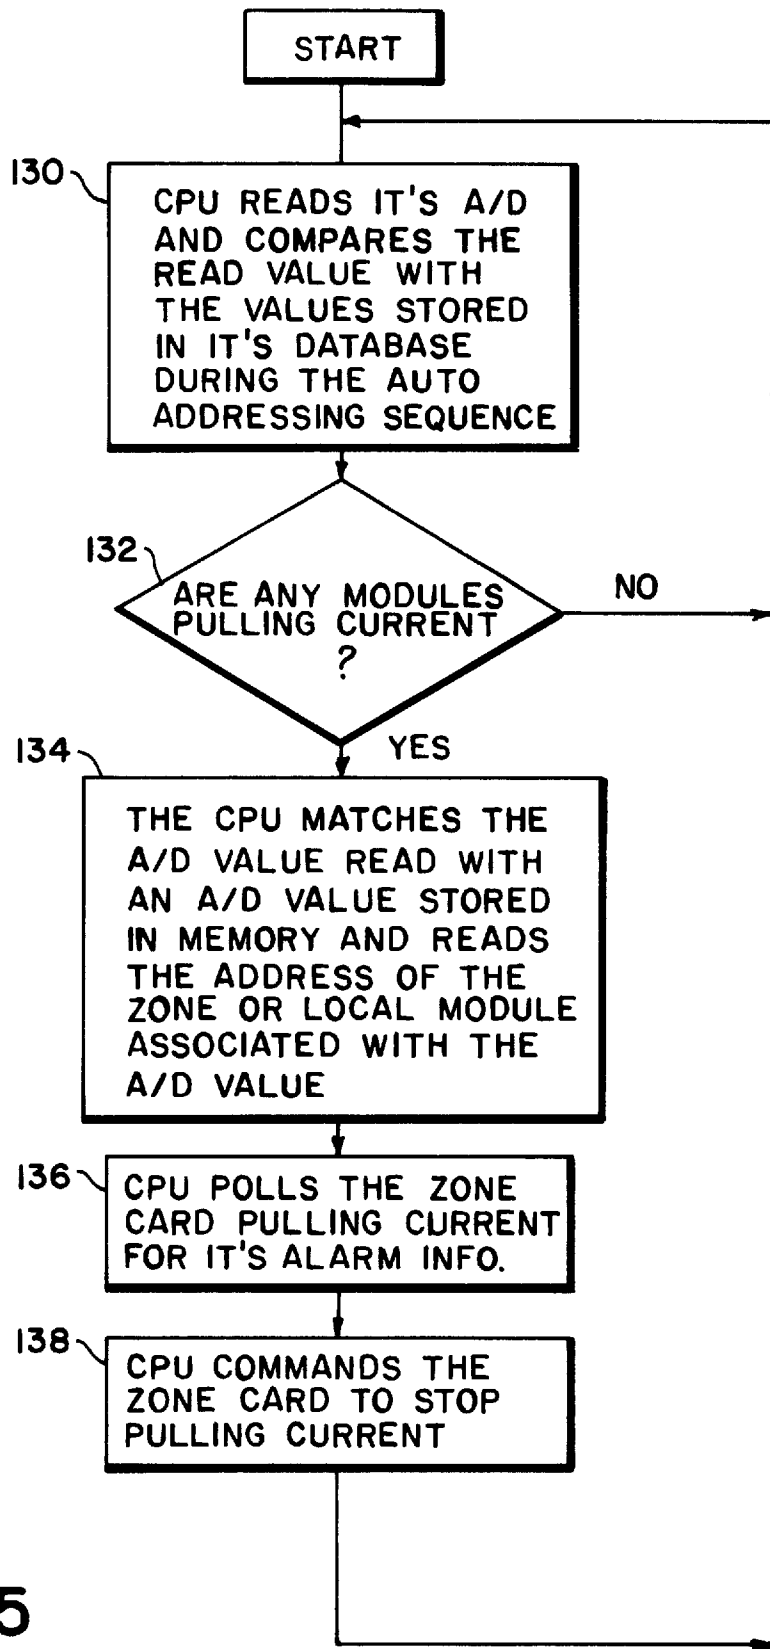 START
130
CPU READS IT'S A/D
AND COMPARES THE
READ VALUE WITH
THE VALUES STORED
IN IT'S DATABASE
DURING THE AUTO
ADDRESSING SEQUENCE
132
ARE ANY MODULES
PULLING CURRENT
?
NO
YES
134
THE CPU MATCHES THE
A/D VALUE READ WITH
AN A/D VALUE STORED
IN MEMORY AND READS
THE ADDRESS OF THE
ZONE OR LOCAL MODULE
ASSOCIATED WITH THE
A/D VALUE
136
CPU POLLS THE ZONE
CARD PULLING CURRENT
FOR IT'S ALARM INFO.
138
CPU COMMANDS THE
ZONE CARD TO STOP
PULLING CURRENT
5